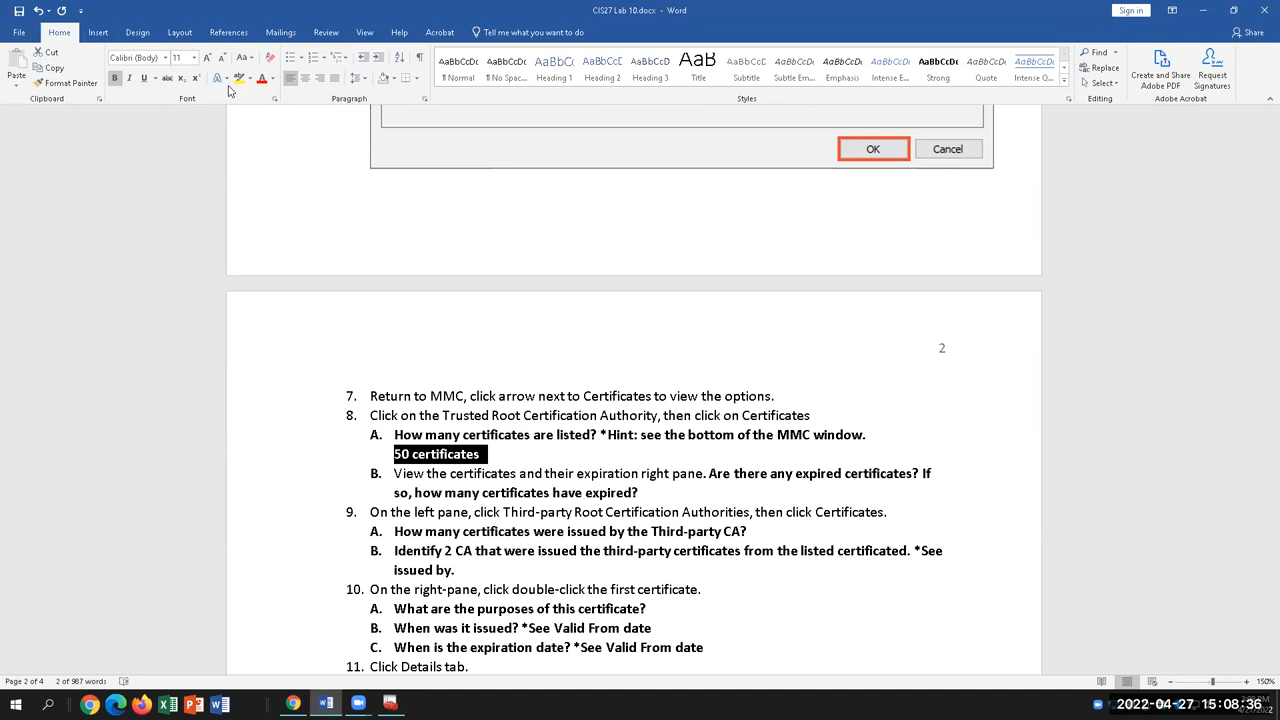 CIS27 Lab 10.docx - Word
Sign in
File Home Insert Design Layout References Mailings Review View Help Acrobat Tell me what you want to do Share
Paste Cut Copy Format Painter Clipboard
Calibri (Body) 11 Aa B I U abc x₂ x² A A Font
Paragraph
AaBbCcDc ¶ Normal
AaBbCcDc ¶ No Spac...
AaBbC( Heading 1
AaBbCcD Heading 2
AaBbCcD Heading 3
AaB Title
AaBbCcD Subtitle
AaBbCcDc Subtle Em...
AaBbCcDc Emphasis
AaBbCcDc Intense E...
AaBbCcDc Strong
AaBbCcDc Quote
AaBbCcDc Intense Q...
Styles
Find Replace Select Editing
Create and Share Adobe PDF
Request Signatures
Adobe Acrobat
OK Cancel
2
7. Return to MMC, click arrow next to Certificates to view the options.
8. Click on the Trusted Root Certification Authority, then click on Certificates
A. How many certificates are listed? *Hint: see the bottom of the MMC window.
50 certificates
B. View the certificates and their expiration right pane. Are there any expired certificates? If
so, how many certificates have expired?
9. On the left pane, click Third-party Root Certification Authorities, then click Certificates.
A. How many certificates were issued by the Third-party CA?
B. Identify 2 CA that were issued the third-party certificates from the listed certificated. *See
issued by.
10. On the right-pane, click double-click the first certificate.
A. What are the purposes of this certificate?
B. When was it issued? *See Valid From date
C. When is the expiration date? *See Valid From date
11. Click Details tab.
Page 2 of 4 2 of 987 words 150%
2022-04-27 15:08:36